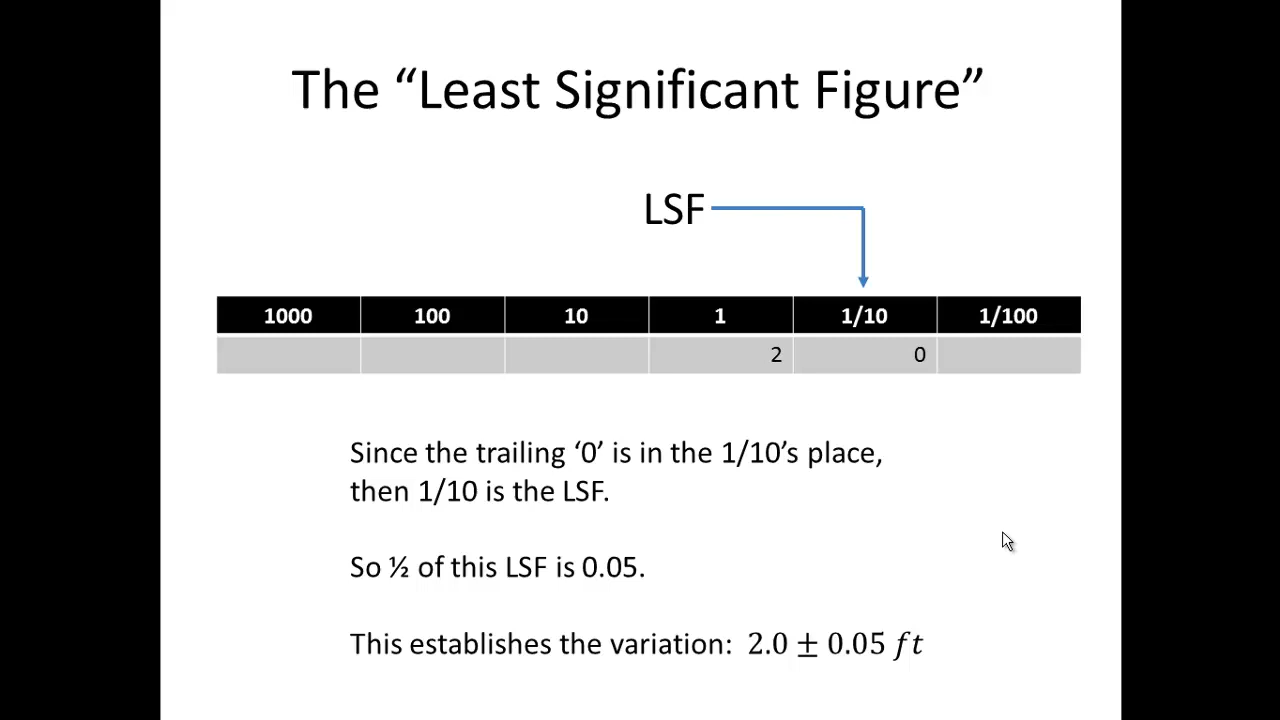 The “Least Significant Figure”
LSF
1000 100 10 1 1/10 1/100
2 0
Since the trailing ‘0’ is in the 1/10’s place,
then 1/10 is the LSF.
So ½ of this LSF is 0.05.
This establishes the variation: 2.0 ± 0.05 ft